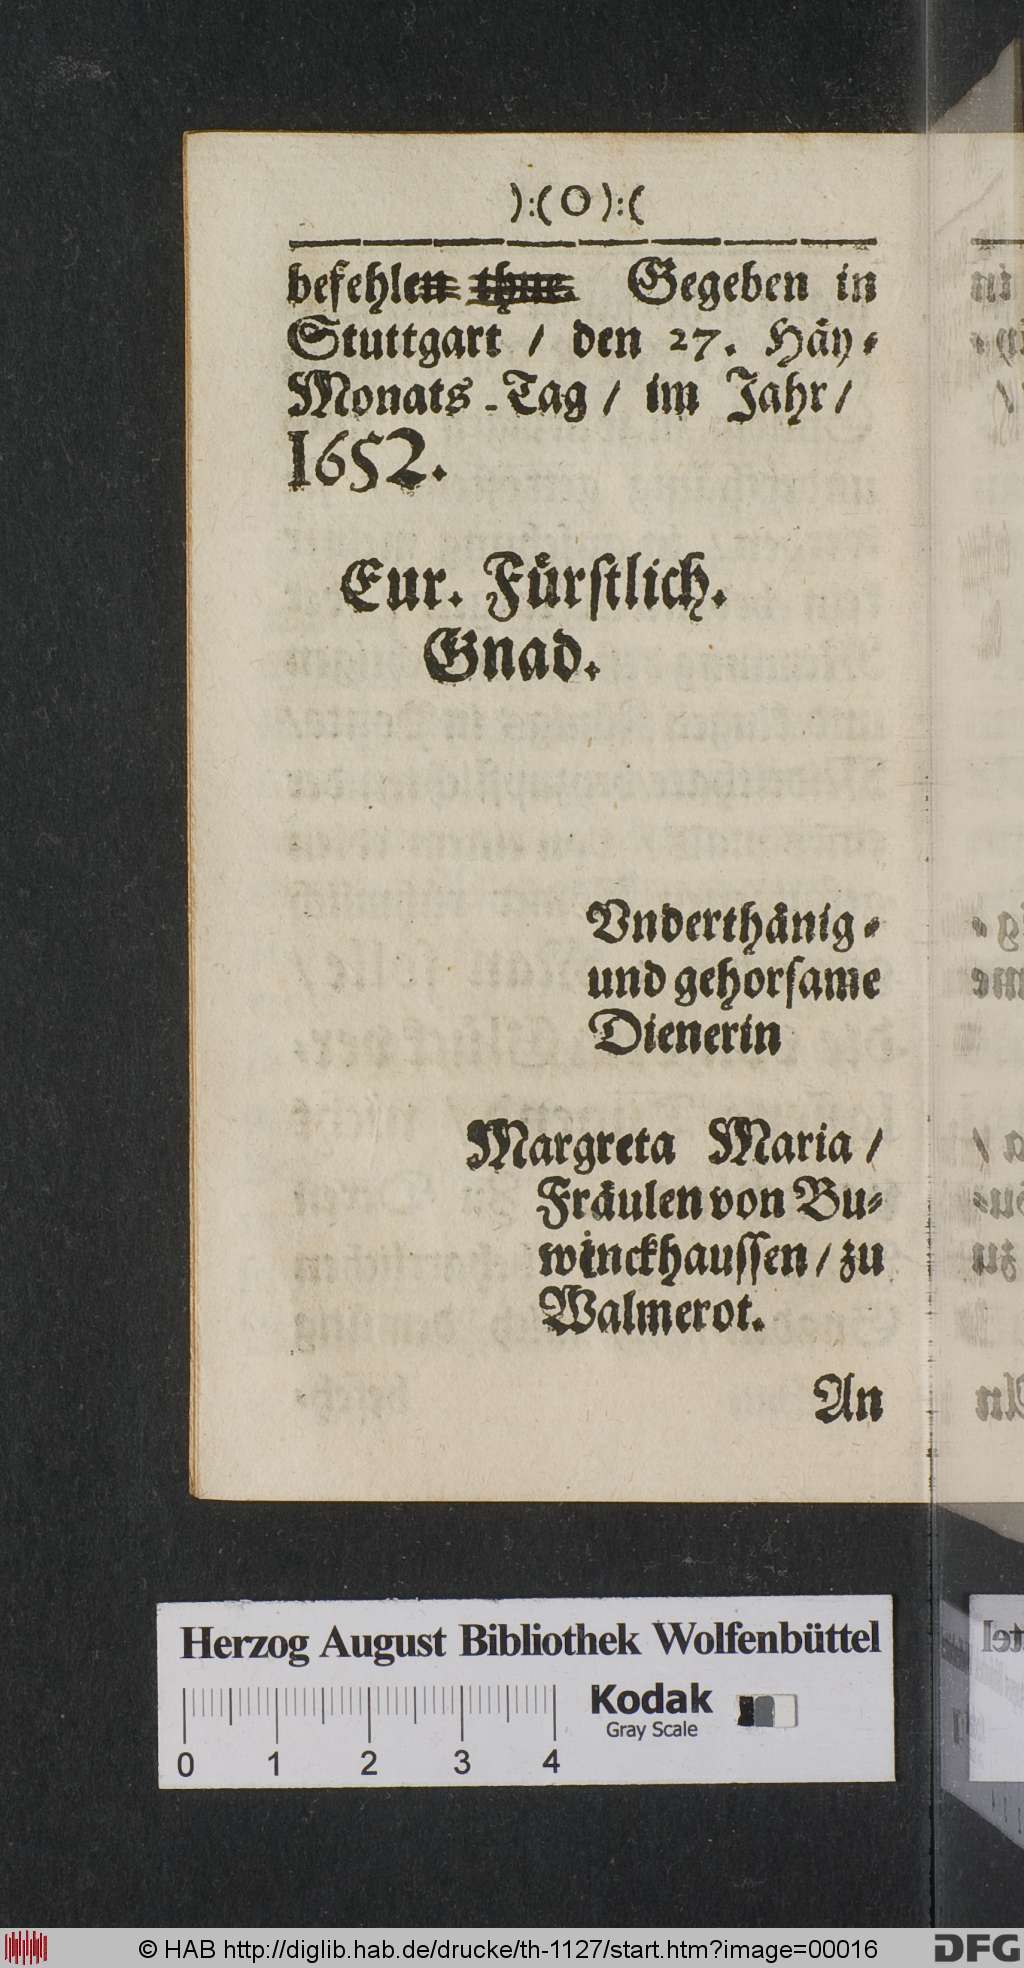 ):( O ):(
befehlen thue. Gegeben in
Stuttgart / den 27. Häy-
Monats-Tag / im Jahr /
1652.
Eur. Fürstlich.
Gnad.
Vnderthänig-
und gehorsame
Dienerin
Margreta Maria /
Fräulen von Bu-
winckhaussen / zu
Walmerot.
An
Herzog August Bibliothek Wolfenbüttel
Kodak
Gray Scale
0 1 2 3 4
© HAB http://diglib.hab.de/drucke/th-1127/start.htm?image=00016
DFG